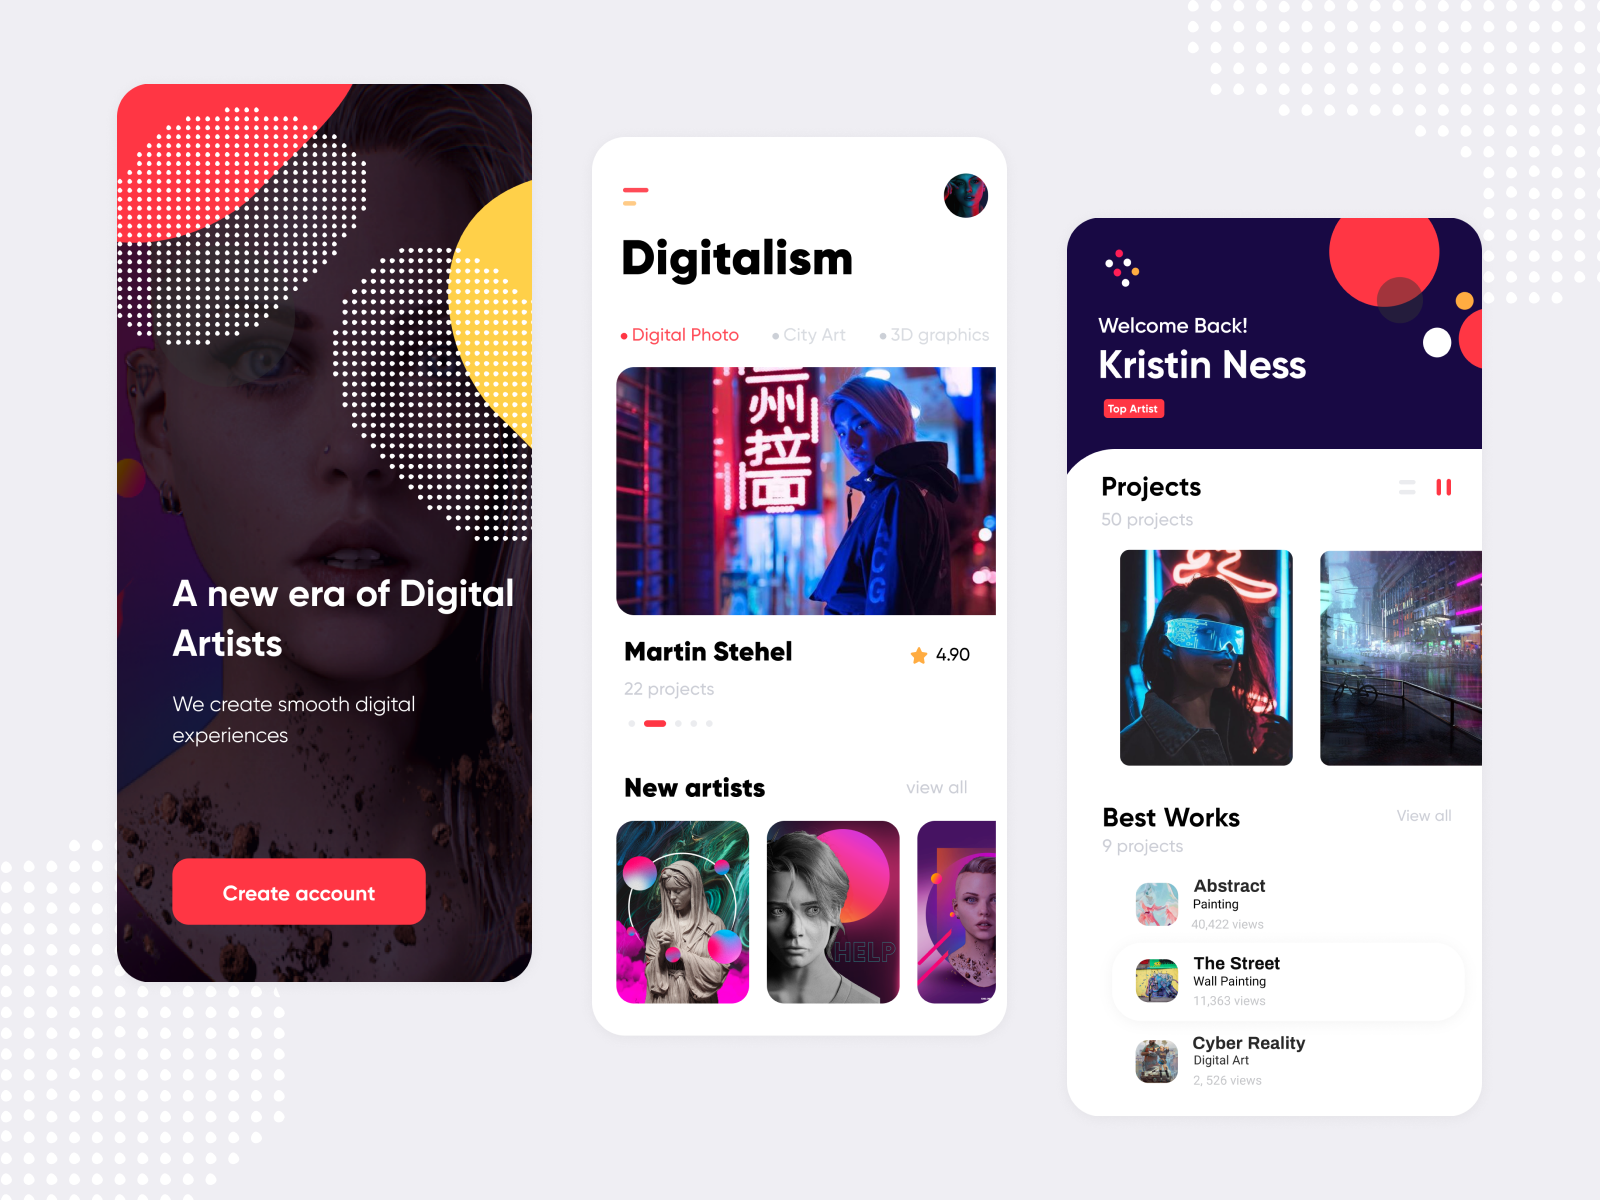 A new era of Digital
Artists
We create smooth digital
experiences
Create account
Digitalism
Digital Photo
City Art
3D graphics
州
拉
面
Martin Stehel
4.90
22 projects
New artists
view all
HELP
Welcome Back!
Kristin Ness
Top Artist
Projects
50 projects
Best Works
View all
9 projects
Abstract
Painting
40,422 views
The Street
Wall Painting
11,363 views
Cyber Reality
Digital Art
2, 526 views